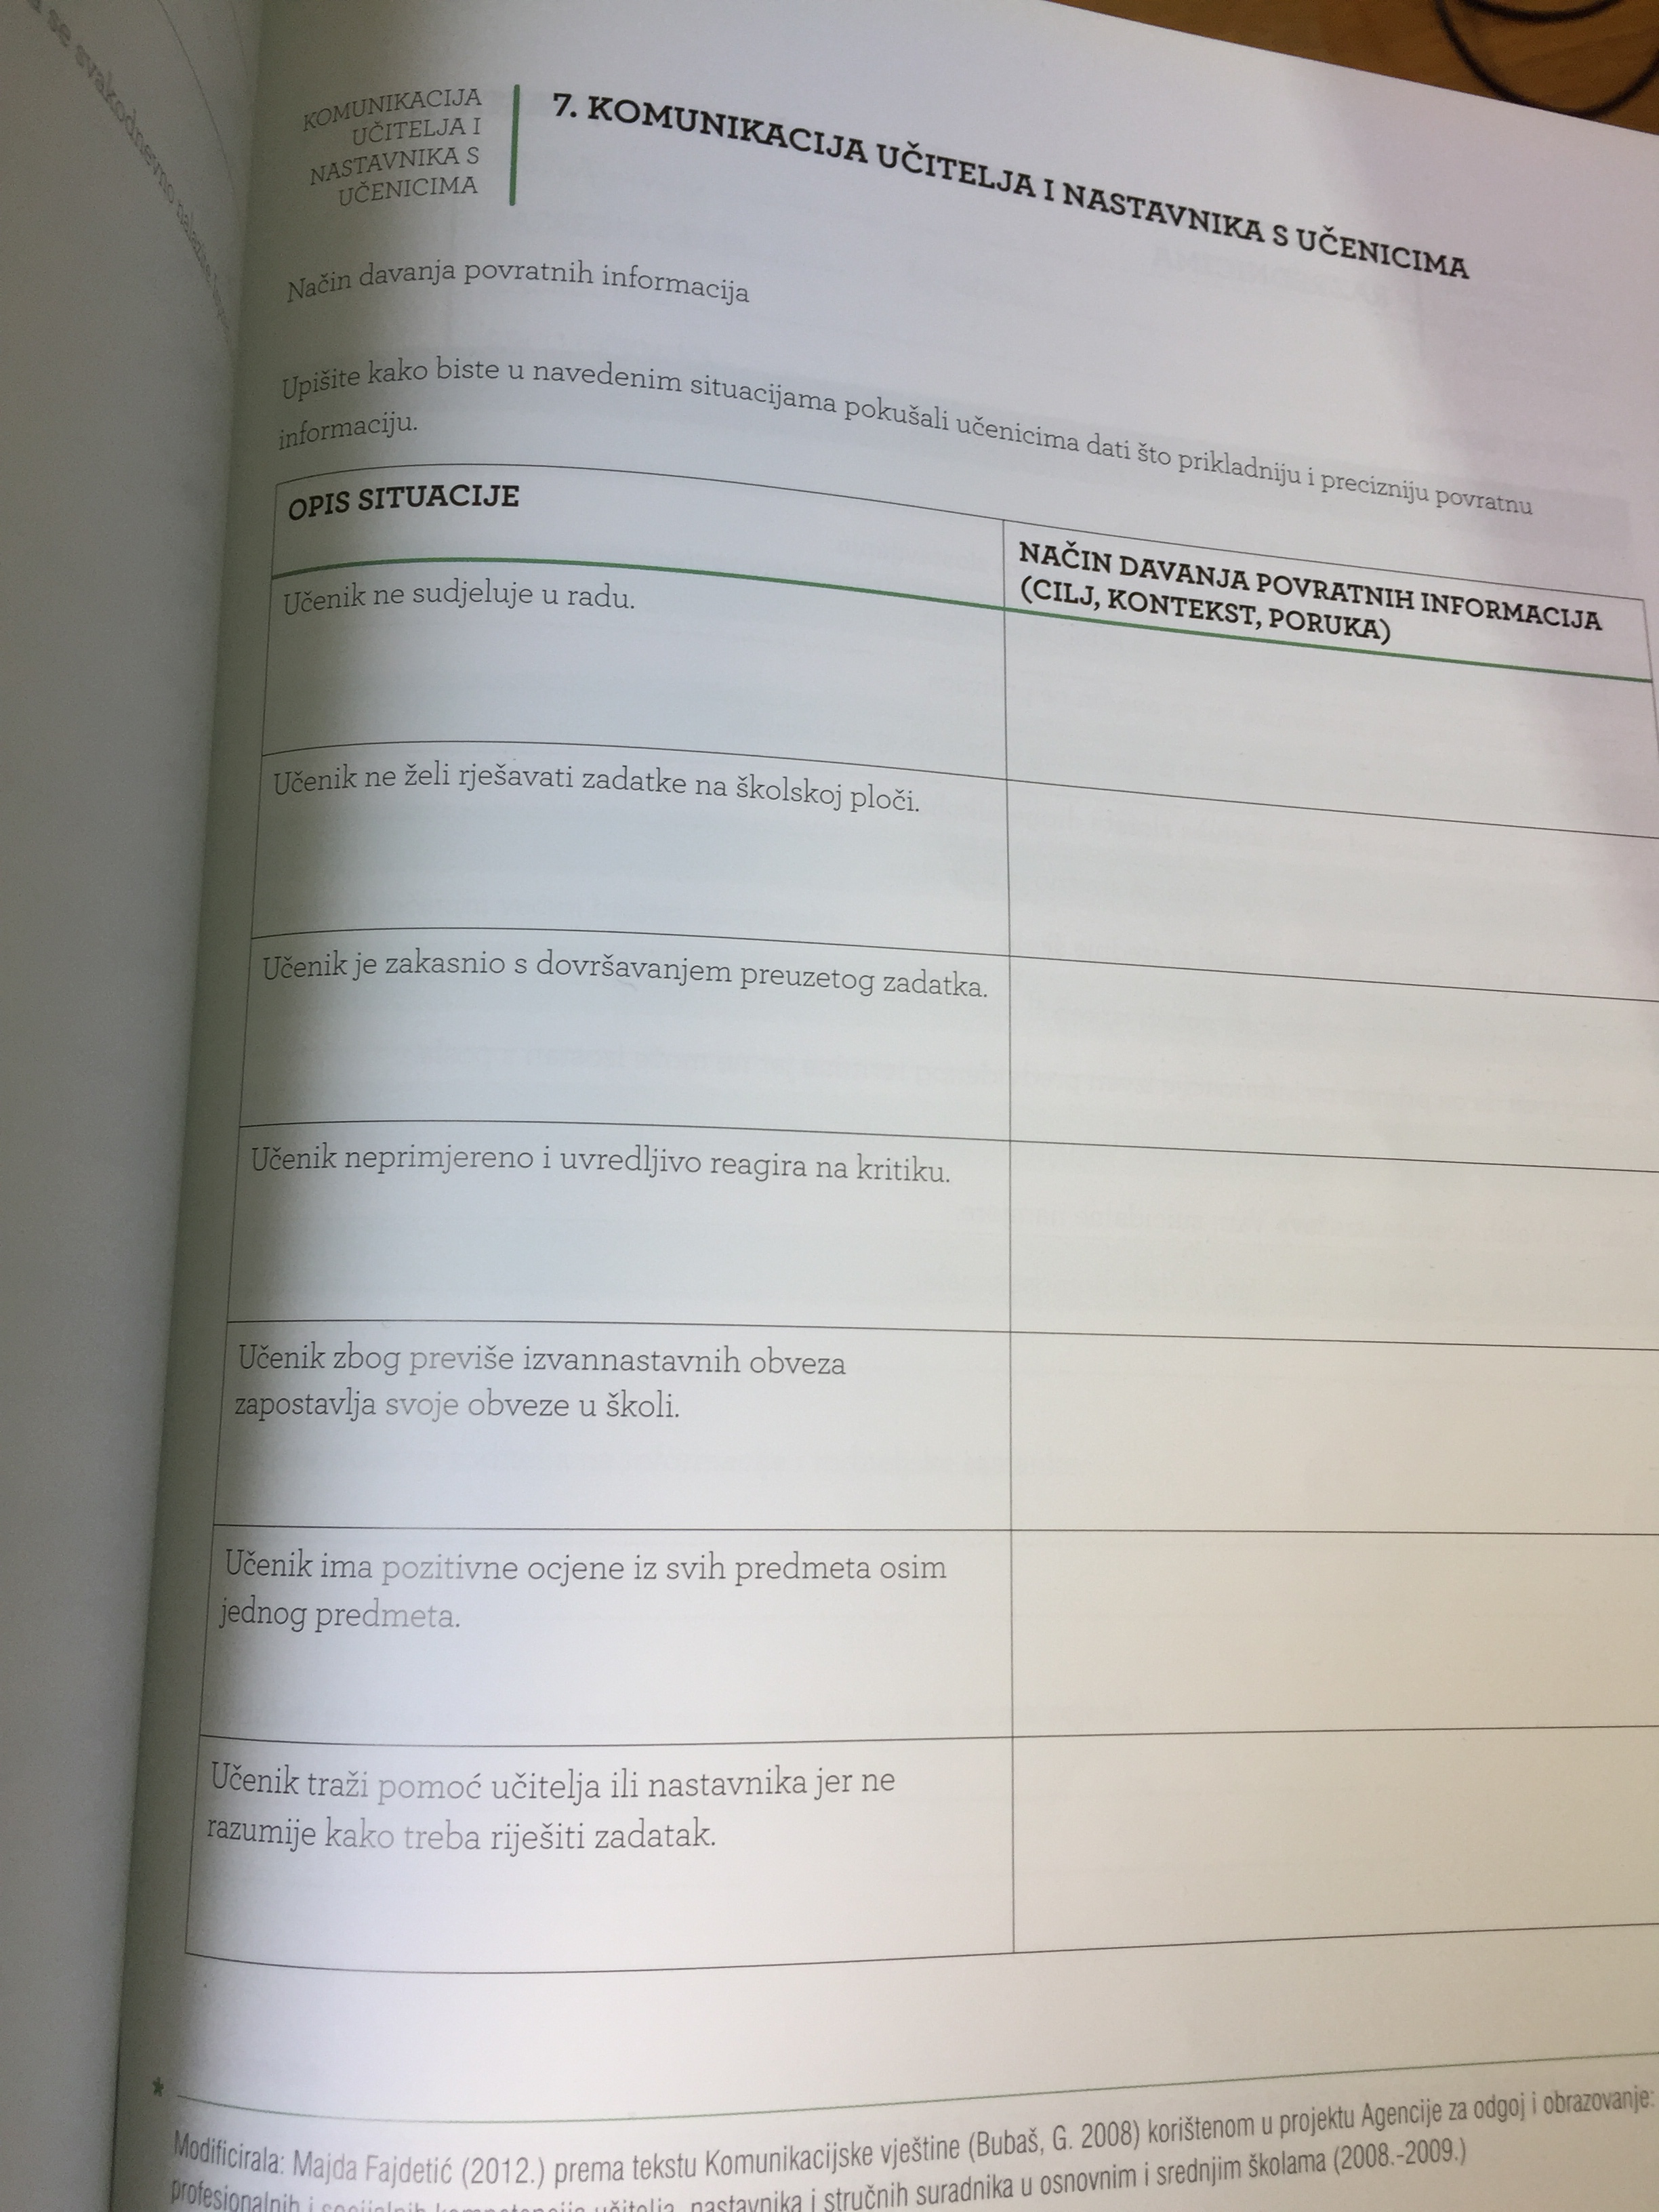 KOMUNIKACIJA
UČITELJA I
NASTAVNIKA S
UČENICIMA
7. KOMUNIKACIJA UČITELJA I NASTAVNIKA S UČENICIMA
Način davanja povratnih informacija
Upišite kako biste u navedenim situacijama pokušali učenicima dati što prikladniju i precizniju povratnu
informaciju.
OPIS SITUACIJE
NAČIN DAVANJA POVRATNIH INFORMACIJA
(CILJ, KONTEKST, PORUKA)
Učenik ne sudjeluje u radu.
Učenik ne želi rješavati zadatke na školskoj ploči.
Učenik je zakasnio s dovršavanjem preuzetog zadatka.
Učenik neprimjereno i uvredljivo reagira na kritiku.
Učenik zbog previše izvannastavnih obveza
zapostavlja svoje obveze u školi.
Učenik ima pozitivne ocjene iz svih predmeta osim
jednog predmeta.
Učenik traži pomoć učitelja ili nastavnika jer ne
razumije kako treba riješiti zadatak.
*
Modificirala: Majda Fajdetić (2012.) prema tekstu Komunikacijske vještine (Bubaš, G. 2008) korištenom u projektu Agencije za odgoj i obrazovanje:
profesionalnih i socijalnih kompetencija učitelja, nastavnika i stručnih suradnika u osnovnim i srednjim školama (2008.-2009.)